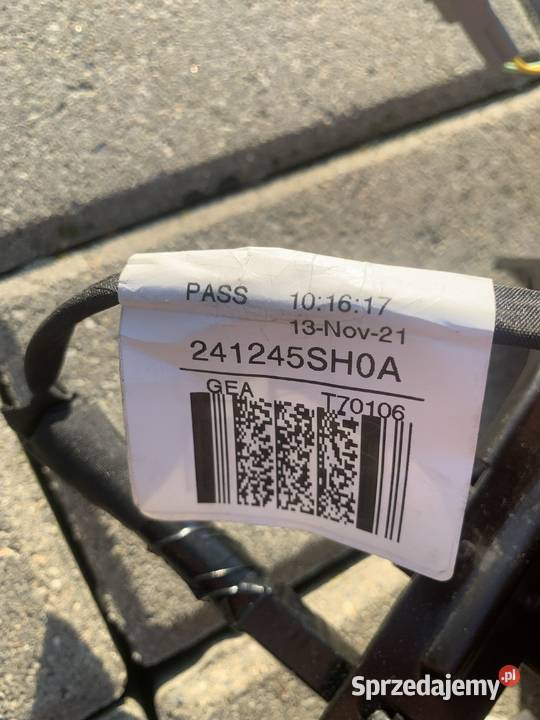 PASS 10:16:17
13-Nov-21
241245SH0A
GEA T70106
Sprzedajemy.pl